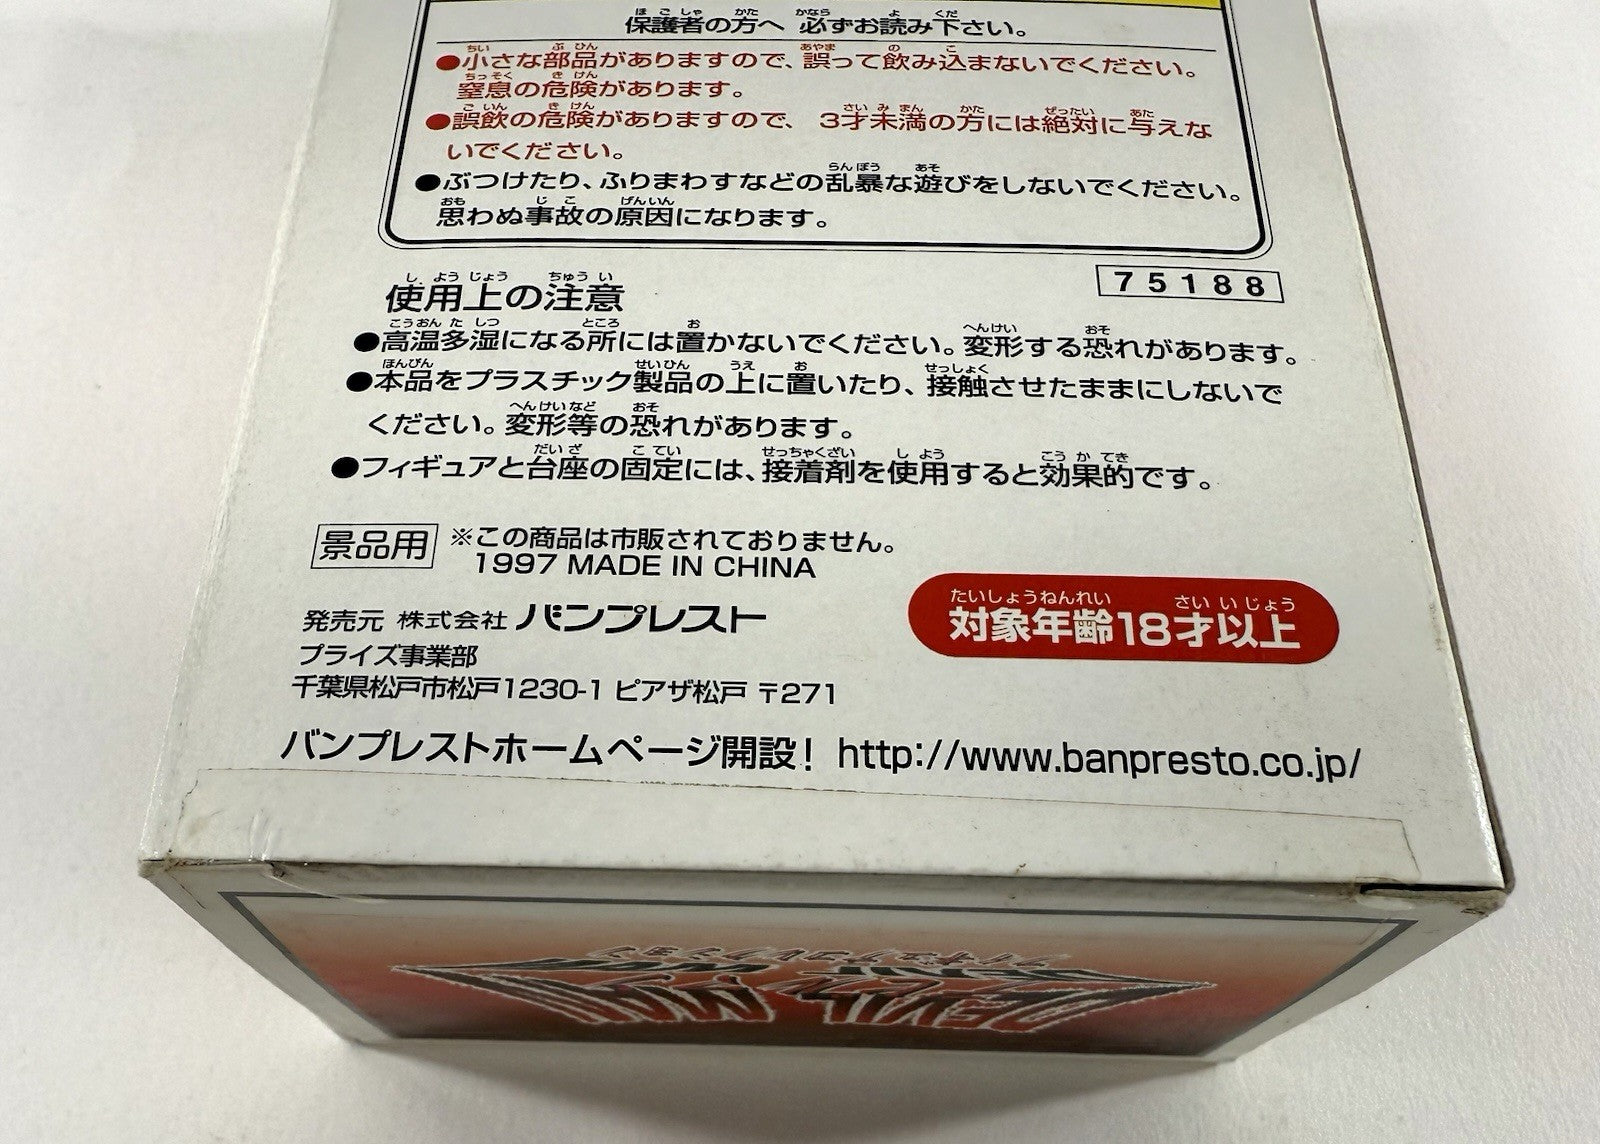 保護者の方へ 必ずお読み下さい。
●小さな部品がありますので、誤って飲み込まないでください。
窒息の危険があります。
●誤飲の危険がありますので、3才未満の方には絶対に与えな
いでください。
●ぶつけたり、ふりまわすなどの乱暴な遊びをしないでください。
思わぬ事故の原因になります。
75188
使用上の注意
●高温多湿になる所には置かないでください。変形する恐れがあります。
●本品をプラスチック製品の上に置いたり、接触させたままにしないで
ください。変形等の恐れがあります。
●フィギュアと台座の固定には、接着剤を使用すると効果的です。
景品用 ※この商品は市販されておりません。
1997 MADE IN CHINA
対象年齢18才以上
発売元 株式会社 バンプレスト
プライズ事業部
千葉県松戸市松戸1230-1 ピアザ松戸 〒271
バンプレストホームページ開設! http://www.banpresto.co.jp/
DEVIL MAN
フィギュアコレクション